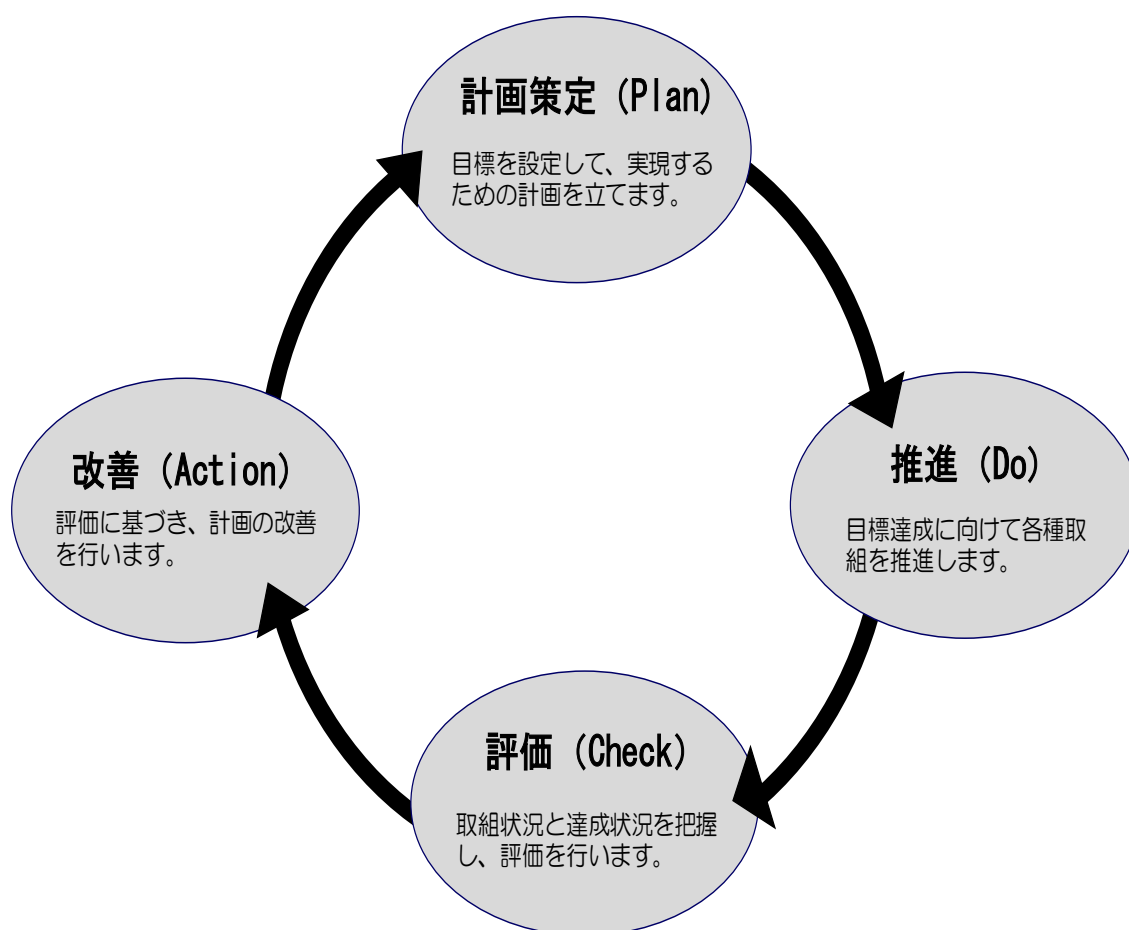 計画策定 (Plan)
目標を設定して、実現する
ための計画を立てます。
推進 (Do)
目標達成に向けて各種取
組を推進します。
評価 (Check)
取組状況と達成状況を把握
し、評価を行います。
改善 (Action)
評価に基づき、計画の改善
を行います。